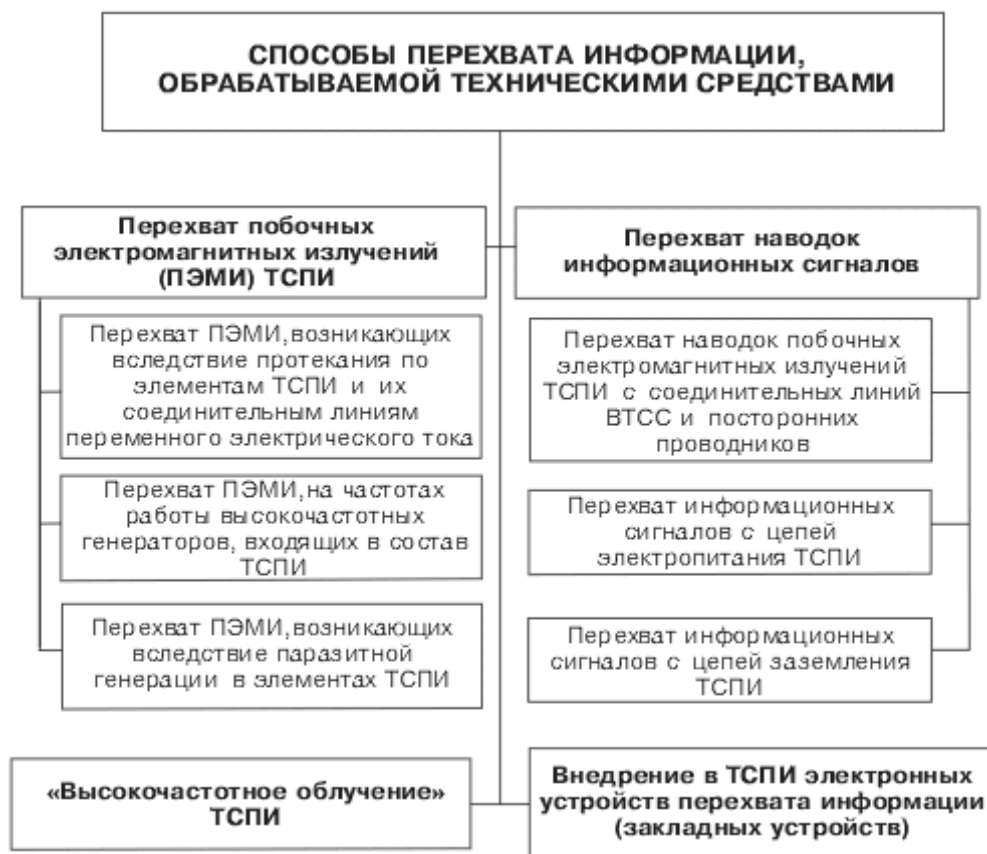 СПОСОБЫ ПЕРЕХВАТА ИНФОРМАЦИИ,
ОБРАБАТЫВАЕМОЙ ТЕХНИЧЕСКИМИ СРЕДСТВАМИ
Перехват побочных
электромагнитных излучений
(ПЭМИ) ТСПИ
Перехват ПЭМИ,возникающих
вследствие протекания по
элементам ТСПИ и их
соединительным линиям
переменного электрического тока
Перехват ПЭМИ,на частотах
работы высокочастотных
генераторов, входящих в состав
ТСПИ
Перехват ПЭМИ,возникающих
вследствие паразитной
генерации в элементах ТСПИ
Перехват наводок
информационных сигналов
Перехват наводок побочных
электромагнитных излучений
ТСПИ с соединительных линий
ВТСС и посторонних
проводников
Перехват информационных
сигналов с цепей
электропитания ТСПИ
Перехват информационных
сигналов с цепей заземления
ТСПИ
«Высокочастотное облучение»
ТСПИ
Внедрение в ТСПИ электронных
устройств перехвата информации
(закладных устройств)